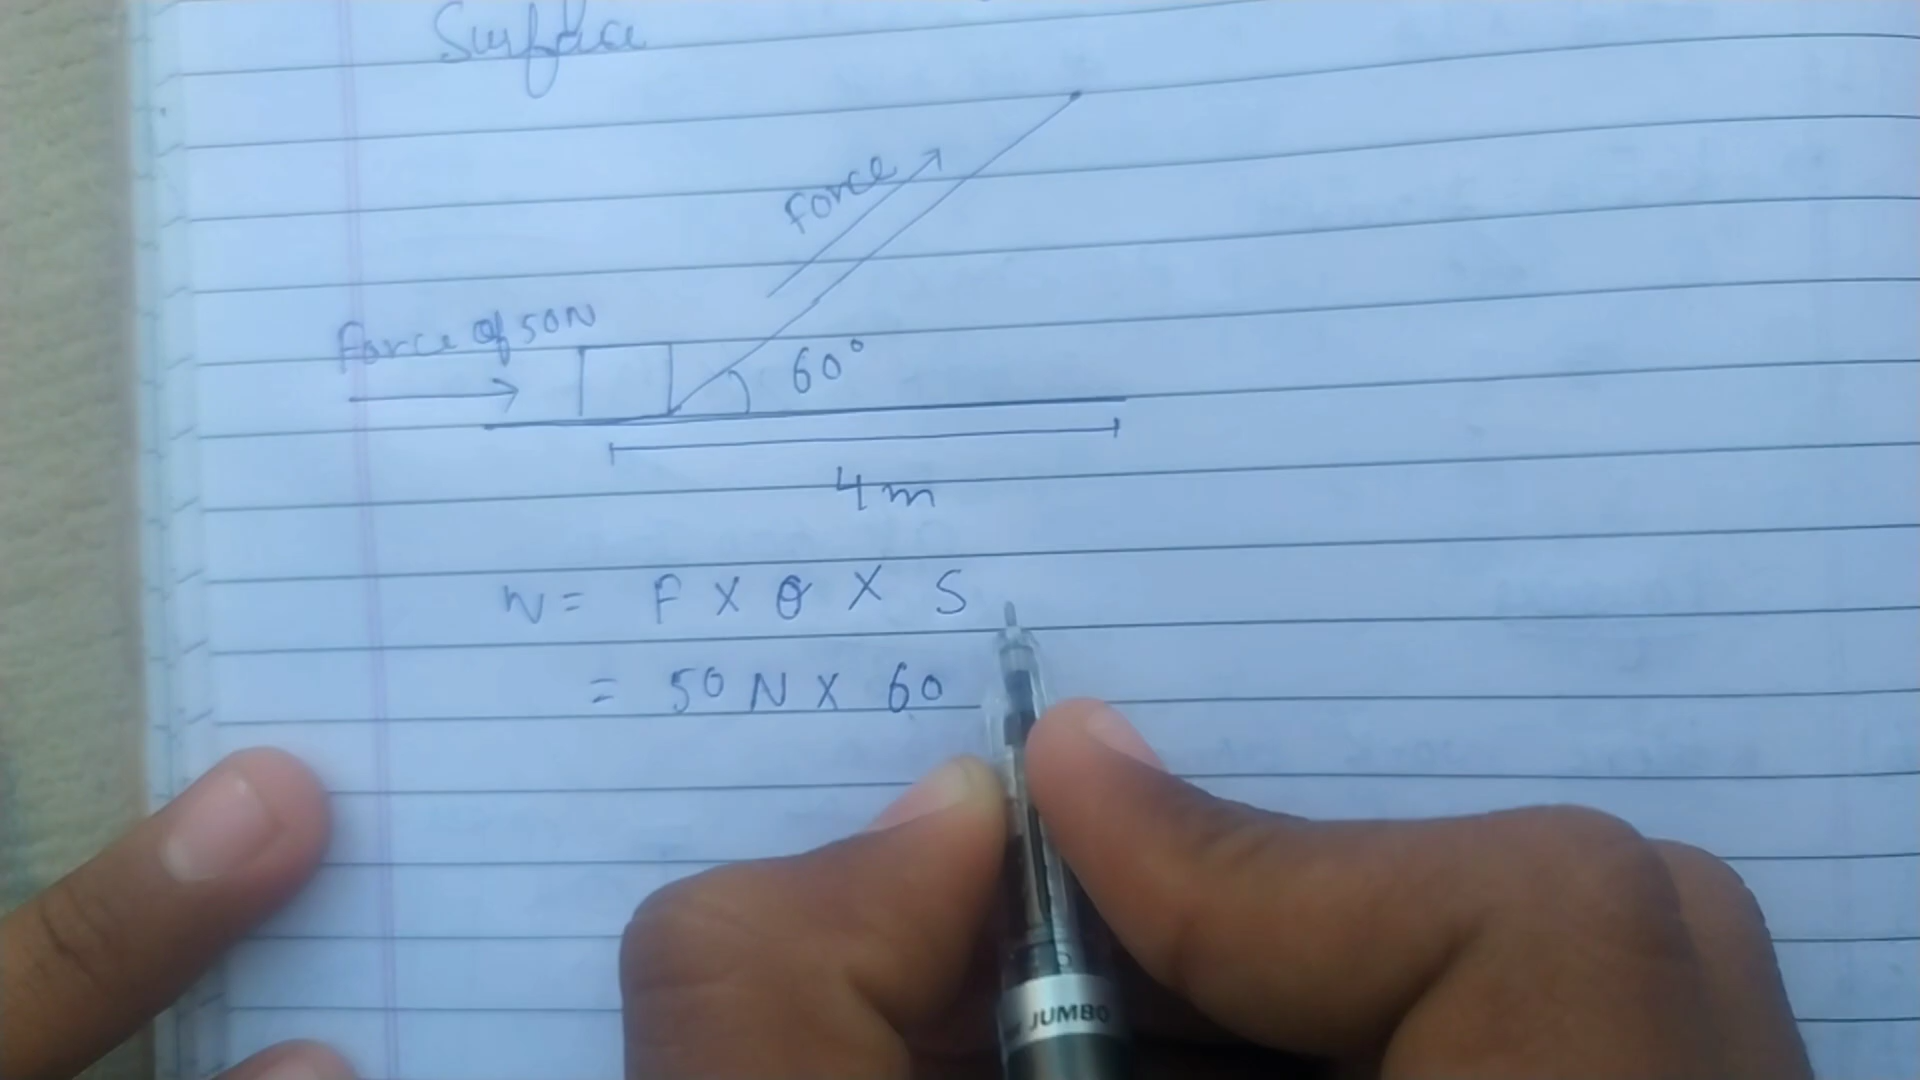 Surface
force
Force of 50N
60°
4m
W = F X θ X S
= 50 N X 60
JUMBO